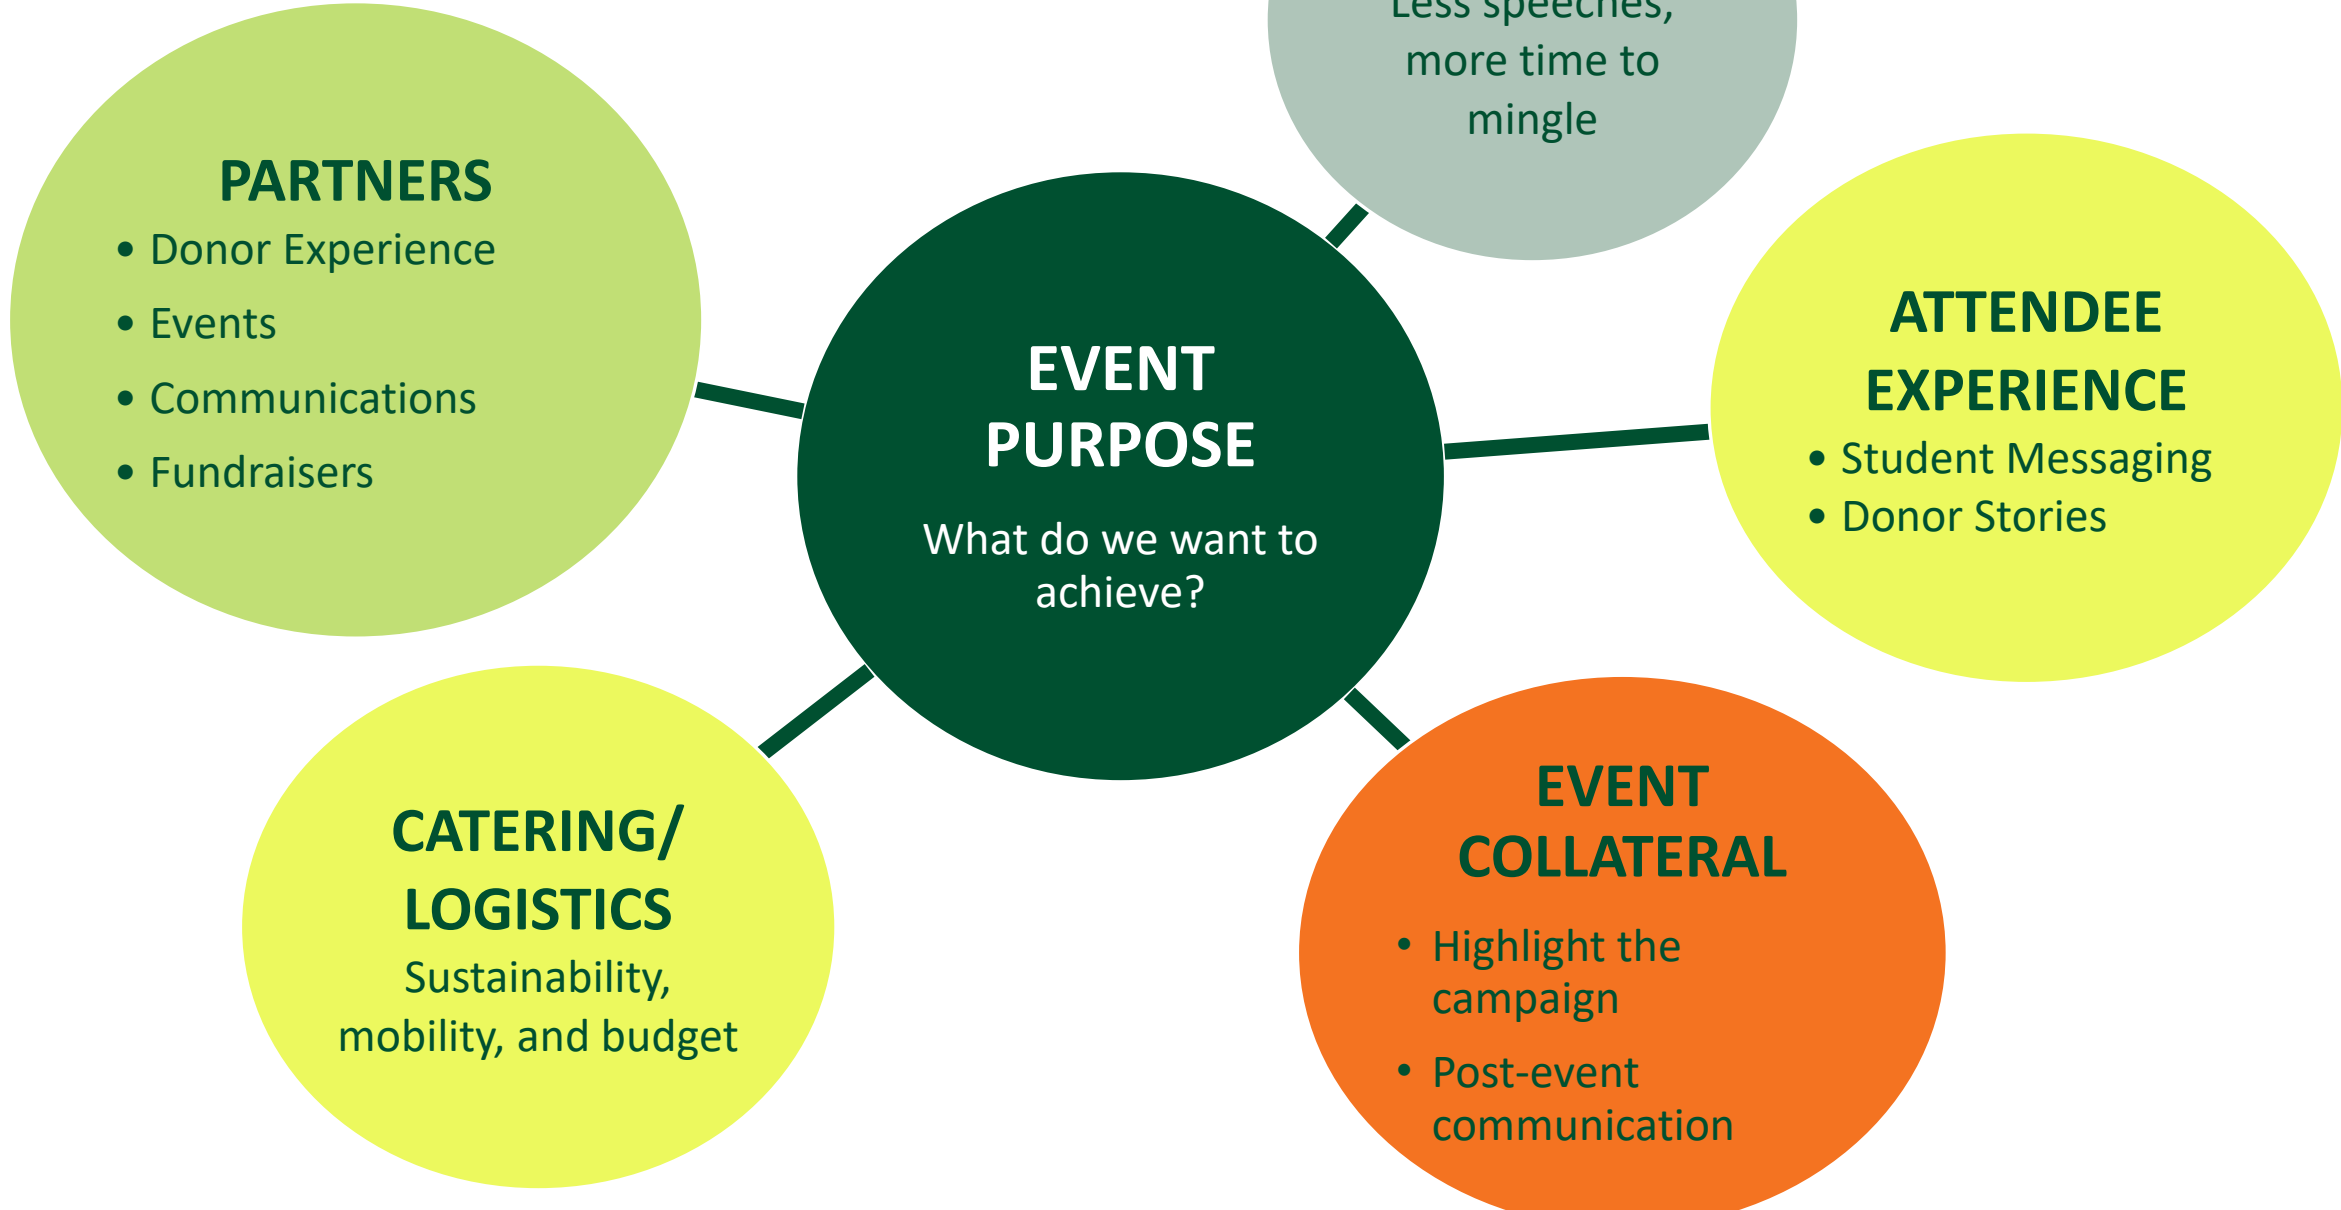 Less speeches,
more time to
mingle
PARTNERS
• Donor Experience
• Events
• Communications
• Fundraisers
EVENT
PURPOSE
What do we want to
achieve?
ATTENDEE
EXPERIENCE
• Student Messaging
• Donor Stories
CATERING/
LOGISTICS
Sustainability,
mobility, and budget
EVENT
COLLATERAL
• Highlight the
campaign
• Post-event
communication